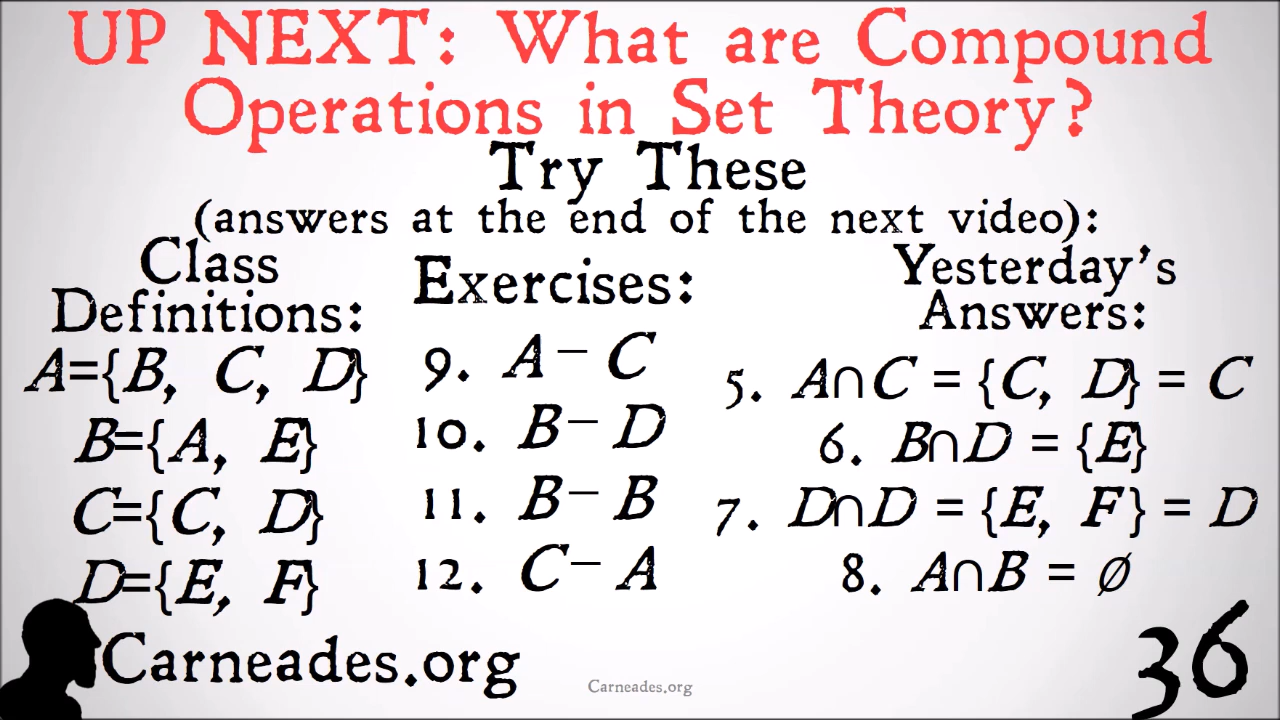 UP NEXT: What are Compound
Operations in Set Theory?
Try These
(answers at the end of the next video):
Class
Definitions:
A={B, C, D}
B={A, E}
C={C, D}
D={E, F}
Exercises:
9. A− C
10. B− D
11. B− B
12. C− A
Yesterday's
Answers:
5. A∩C = {C, D} = C
6. B∩D = {E}
7. D∩D = {E, F} = D
8. A∩B = ∅
Carneades.org
Carneades.org
36